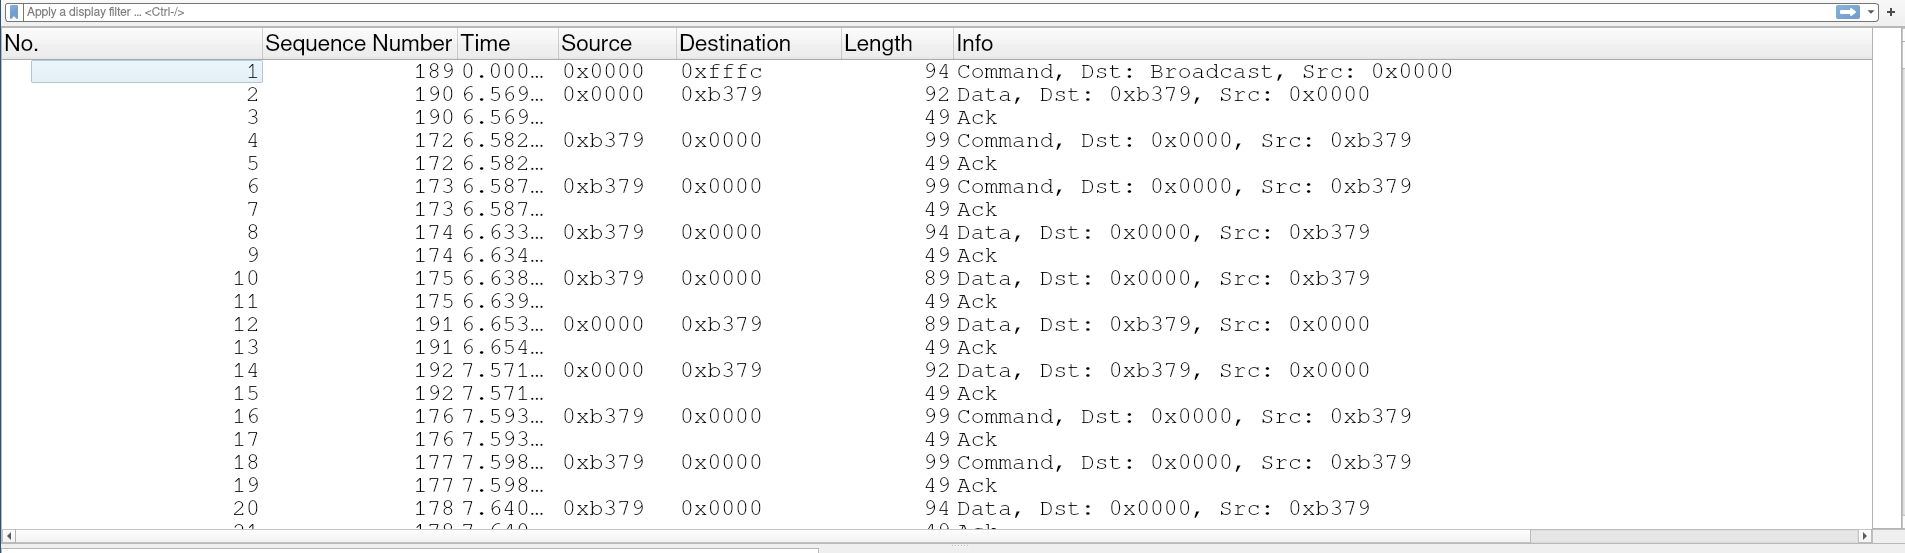 Apply a display filter ... <Ctrl-/>
No. Sequence Number Time Source Destination Length Info
1 189 0.000… 0x0000 0xfffc 94 Command, Dst: Broadcast, Src: 0x0000
2 190 6.569… 0x0000 0xb379 92 Data, Dst: 0xb379, Src: 0x0000
3 190 6.569… 49 Ack
4 172 6.582… 0xb379 0x0000 99 Command, Dst: 0x0000, Src: 0xb379
5 172 6.582… 49 Ack
6 173 6.587… 0xb379 0x0000 99 Command, Dst: 0x0000, Src: 0xb379
7 173 6.587… 49 Ack
8 174 6.633… 0xb379 0x0000 94 Data, Dst: 0x0000, Src: 0xb379
9 174 6.634… 49 Ack
10 175 6.638… 0xb379 0x0000 89 Data, Dst: 0x0000, Src: 0xb379
11 175 6.639… 49 Ack
12 191 6.653… 0x0000 0xb379 89 Data, Dst: 0xb379, Src: 0x0000
13 191 6.654… 49 Ack
14 192 7.571… 0x0000 0xb379 92 Data, Dst: 0xb379, Src: 0x0000
15 192 7.571… 49 Ack
16 176 7.593… 0xb379 0x0000 99 Command, Dst: 0x0000, Src: 0xb379
17 176 7.593… 49 Ack
18 177 7.598… 0xb379 0x0000 99 Command, Dst: 0x0000, Src: 0xb379
19 177 7.598… 49 Ack
20 178 7.640… 0xb379 0x0000 94 Data, Dst: 0x0000, Src: 0xb379